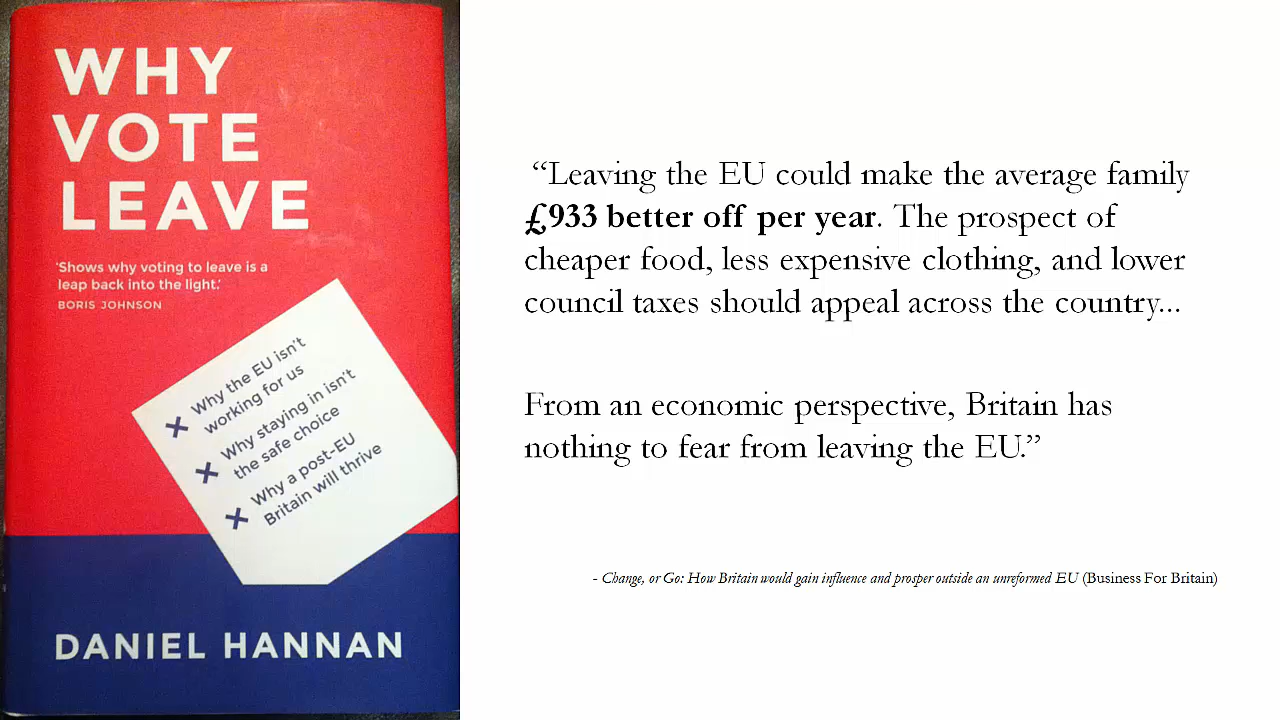 WHY
VOTE
LEAVE
'Shows why voting to leave is a
leap back into the light.'
BORIS JOHNSON
Why the EU isn't
working for us
Why staying in isn't
the safe choice
Why a post-EU
Britain will thrive
DANIEL HANNAN
“Leaving the EU could make the average family
£933 better off per year. The prospect of
cheaper food, less expensive clothing, and lower
council taxes should appeal across the country...
From an economic perspective, Britain has
nothing to fear from leaving the EU.”
- Change, or Go: How Britain would gain influence and prosper outside an unreformed EU (Business For Britain)